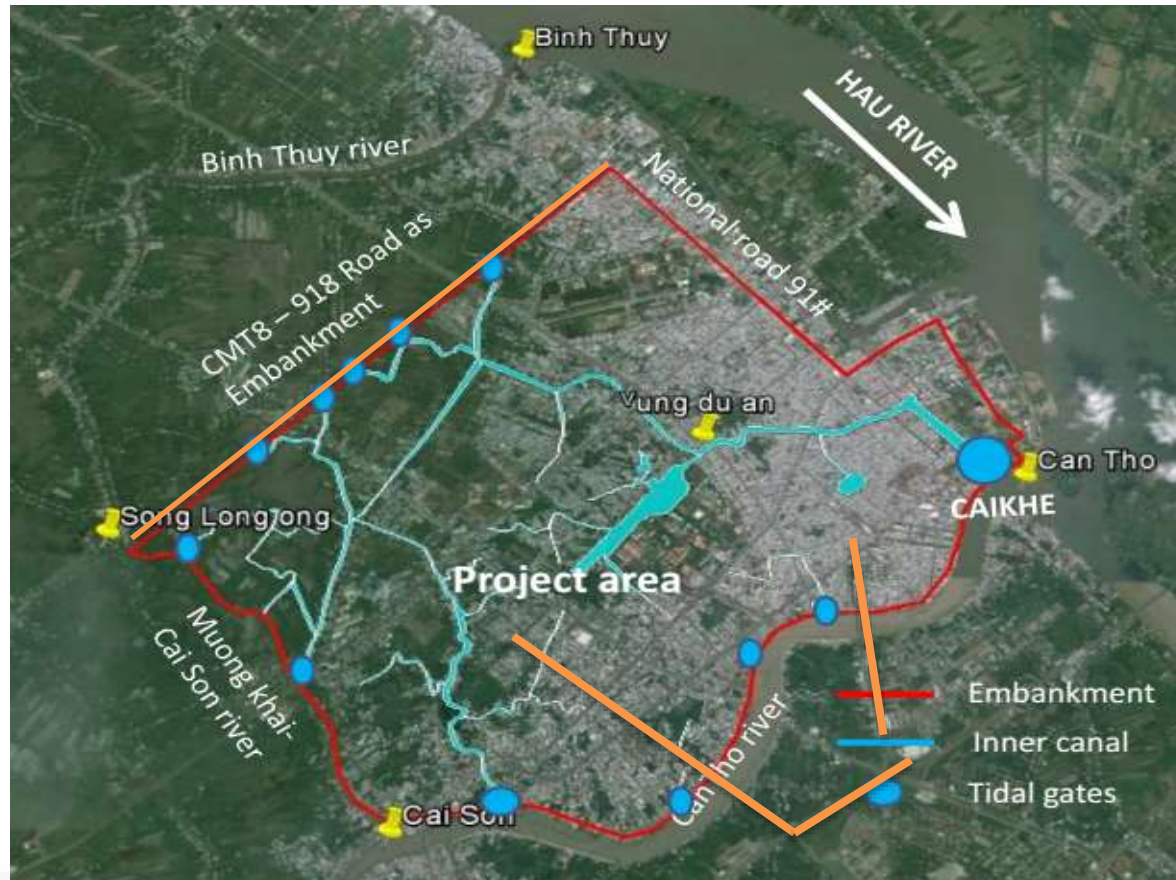 Binh Thuy
HAU RIVER
Binh Thuy river
National road 91#
CMT8 – 918 Road as
Embankment
Vung du an
Can Tho
CAIKHE
Song Long ong
Project area
Muong khai-
Cai Son river
Embankment
Inner canal
Can Tho river
Tidal gates
Cai Son